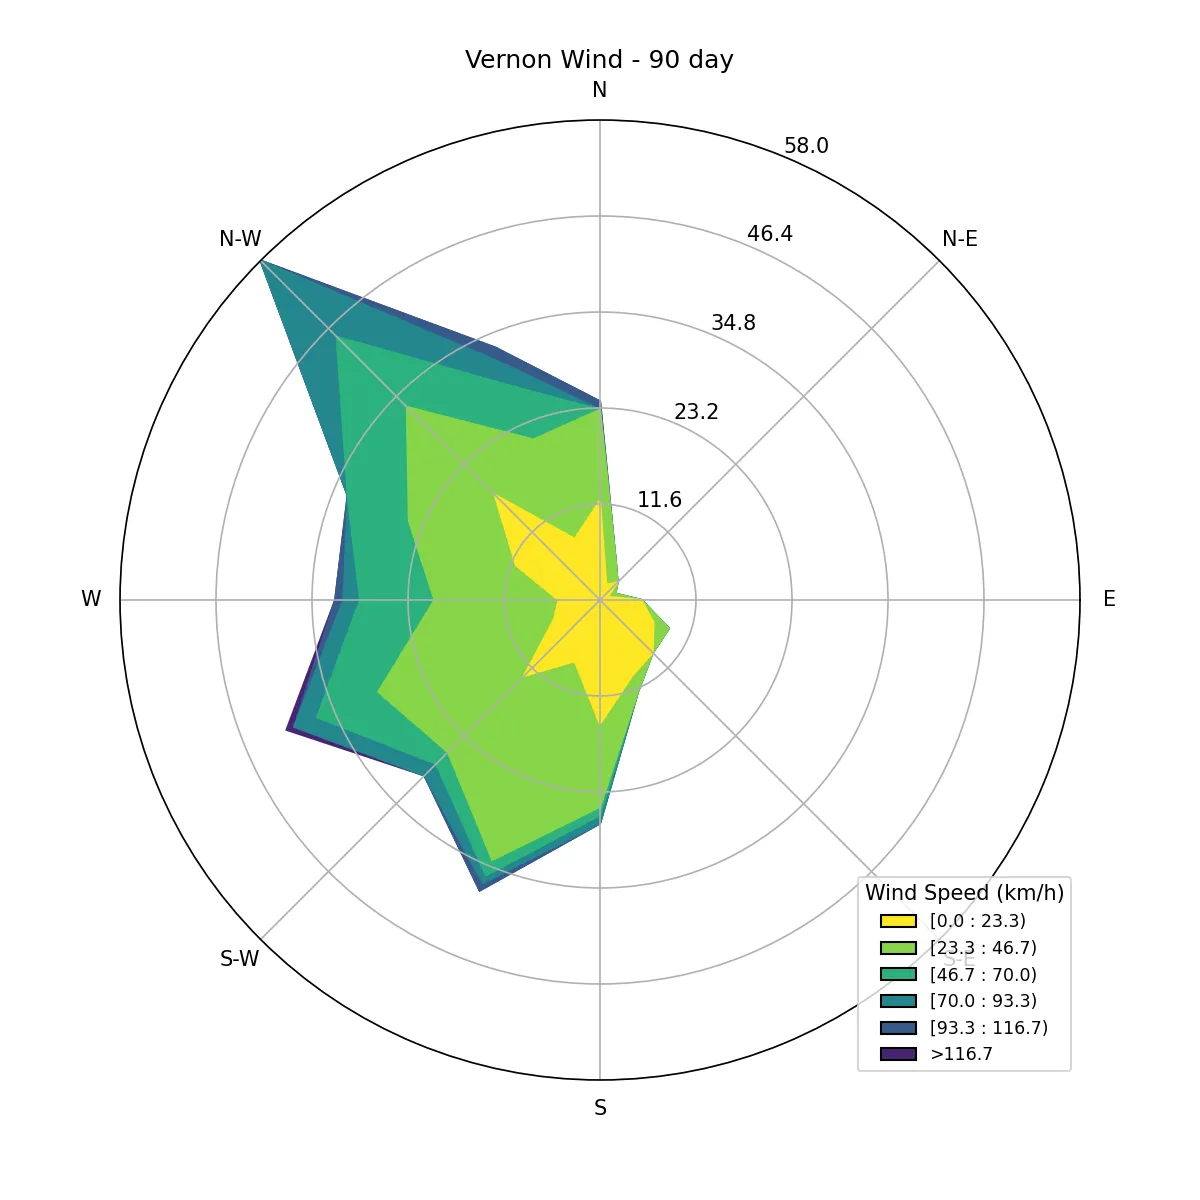 Vernon Wind - 90 day
N
58.0
N-W
46.4
N-E
34.8
23.2
11.6
W
E
S-W
S-E
S
Wind Speed (km/h)
[0.0 : 23.3)
[23.3 : 46.7)
[46.7 : 70.0)
[70.0 : 93.3)
[93.3 : 116.7)
>116.7